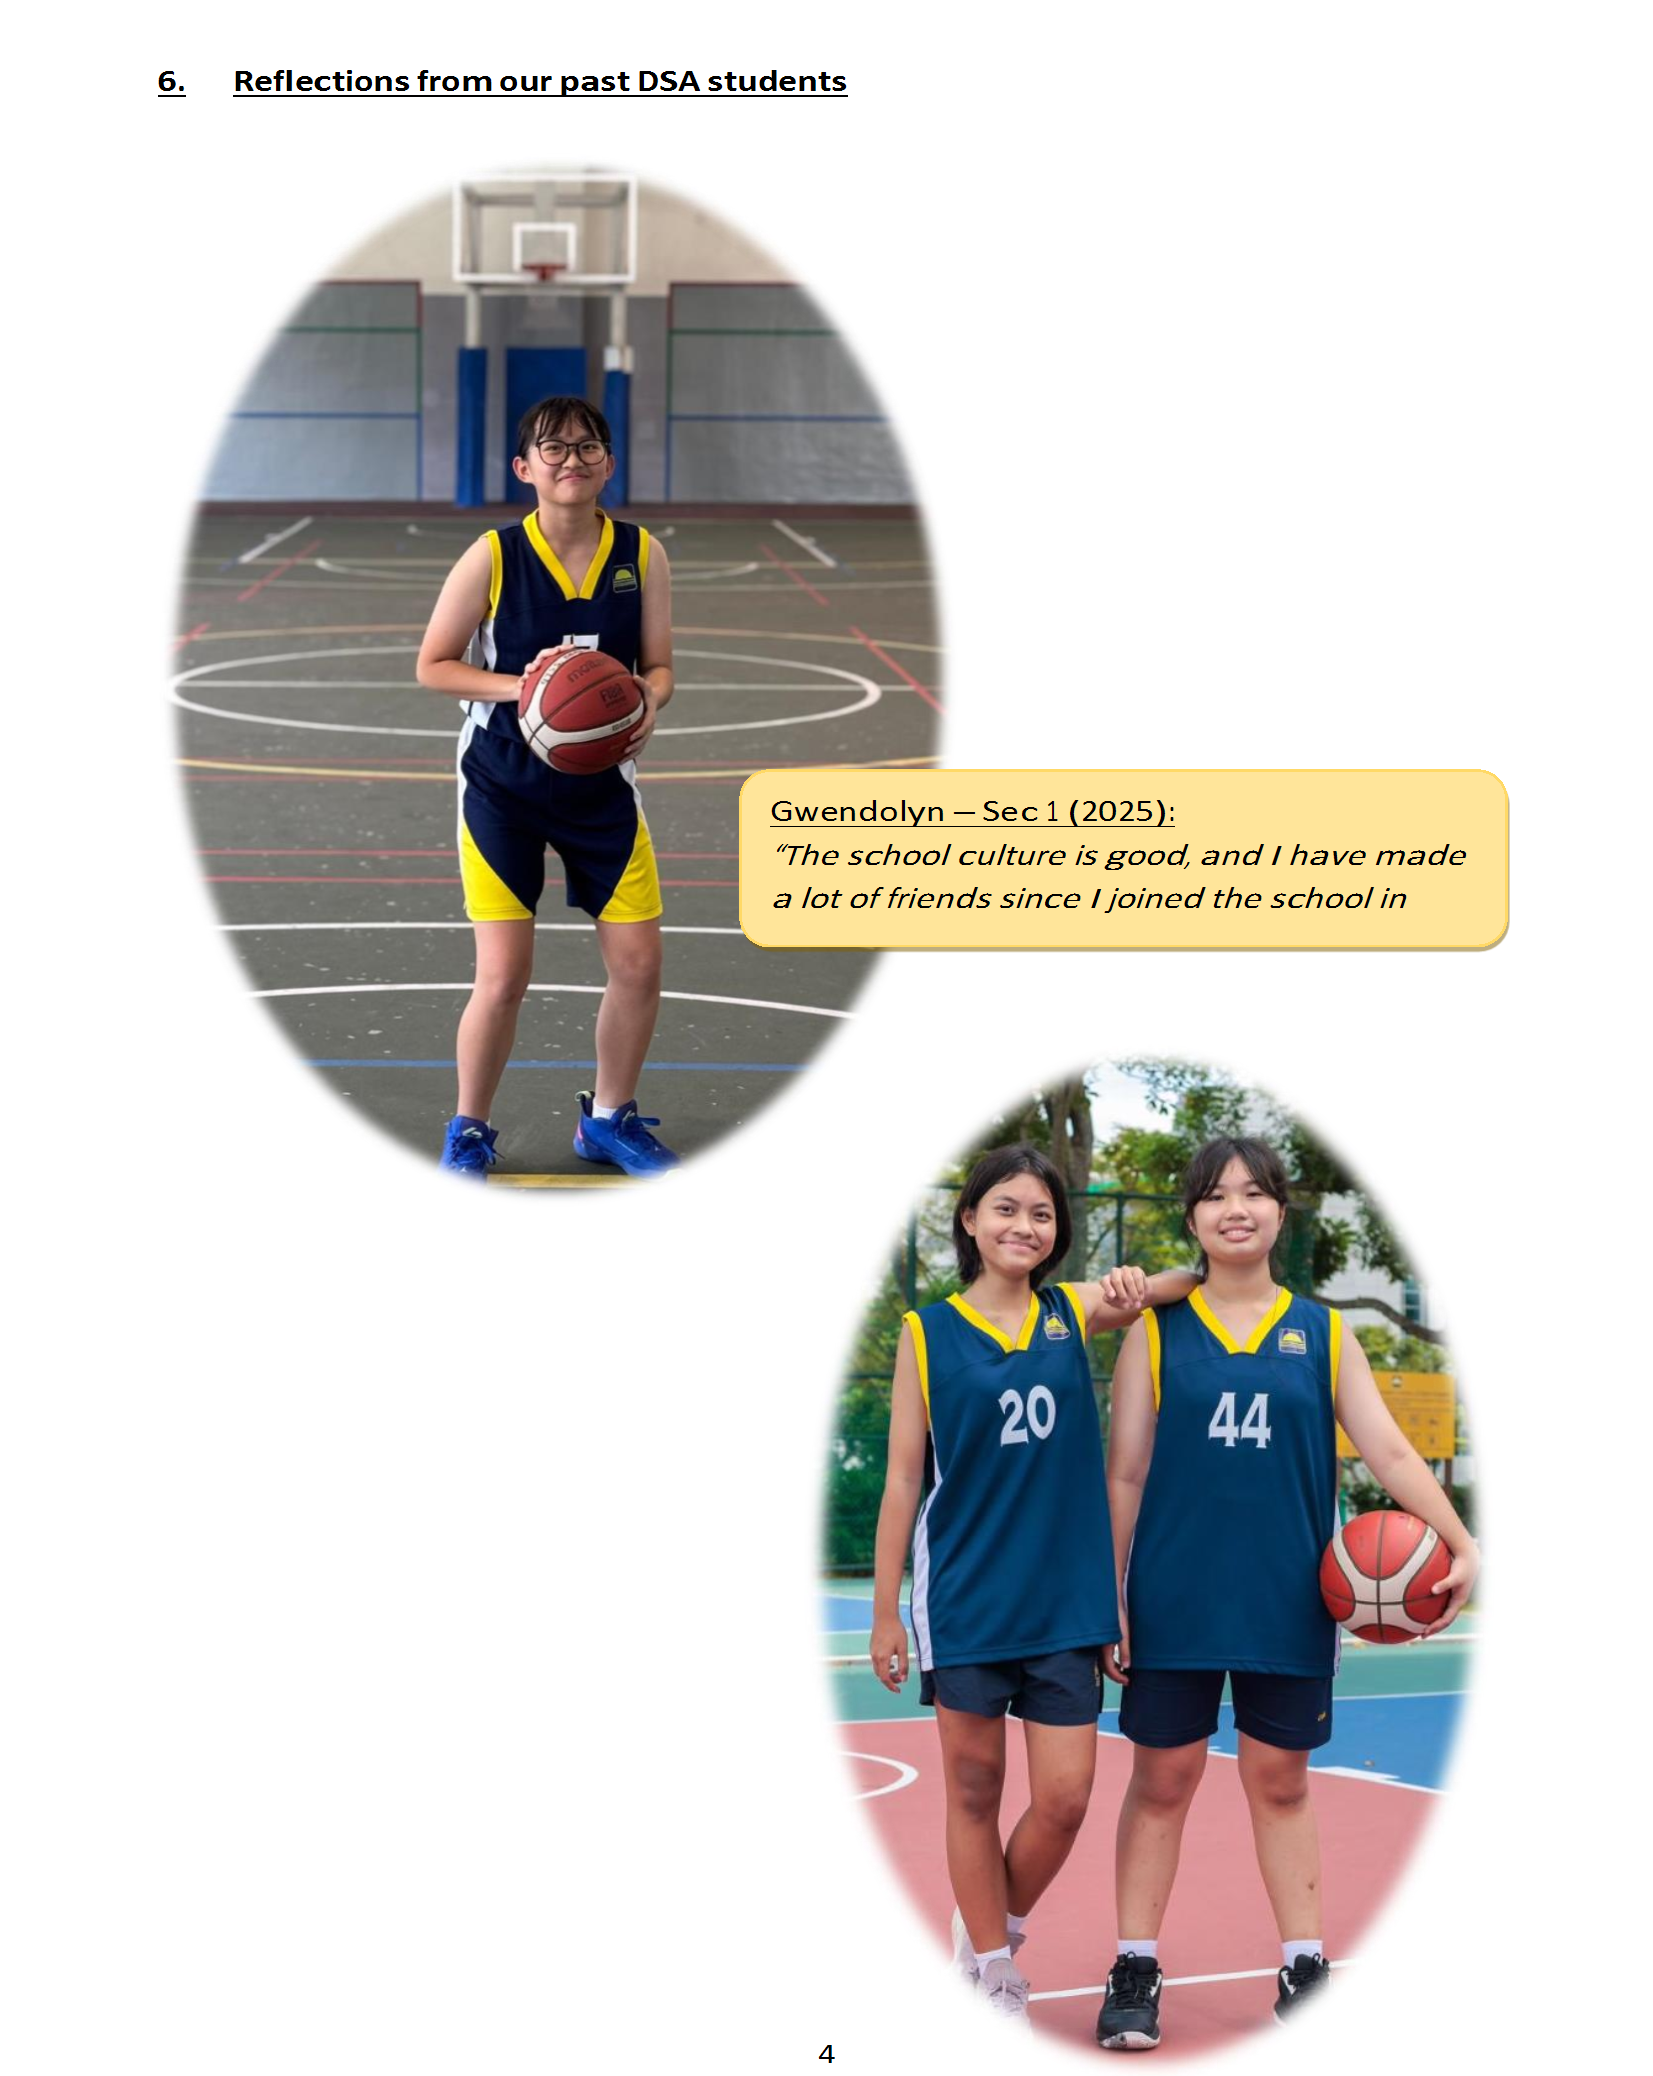 6. Reflections from our past DSA students
Gwendolyn – Sec 1 (2025):
“The school culture is good, and I have made
a lot of friends since I joined the school in
20
44
4